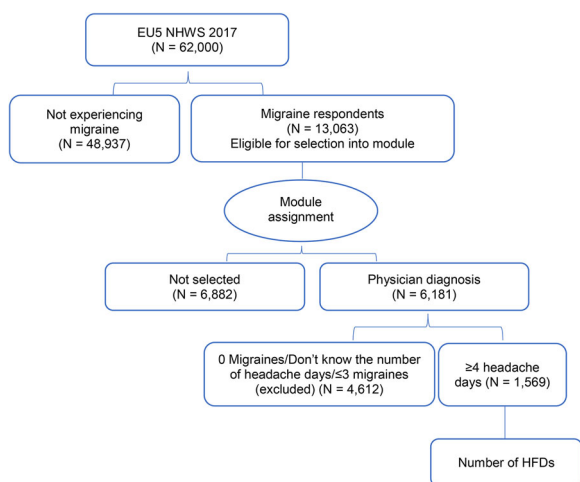 EU5 NHWS 2017
(N = 62,000)
Not experiencing
migraine
(N = 48,937)
Migraine respondents
(N = 13,063)
Eligible for selection into module
Module
assignment
Not selected
(N = 6,882)
Physician diagnosis
(N = 6,181)
0 Migraines/Don’t know the number
of headache days/≤3 migraines
(excluded) (N = 4,612)
≥4 headache
days (N = 1,569)
Number of HFDs